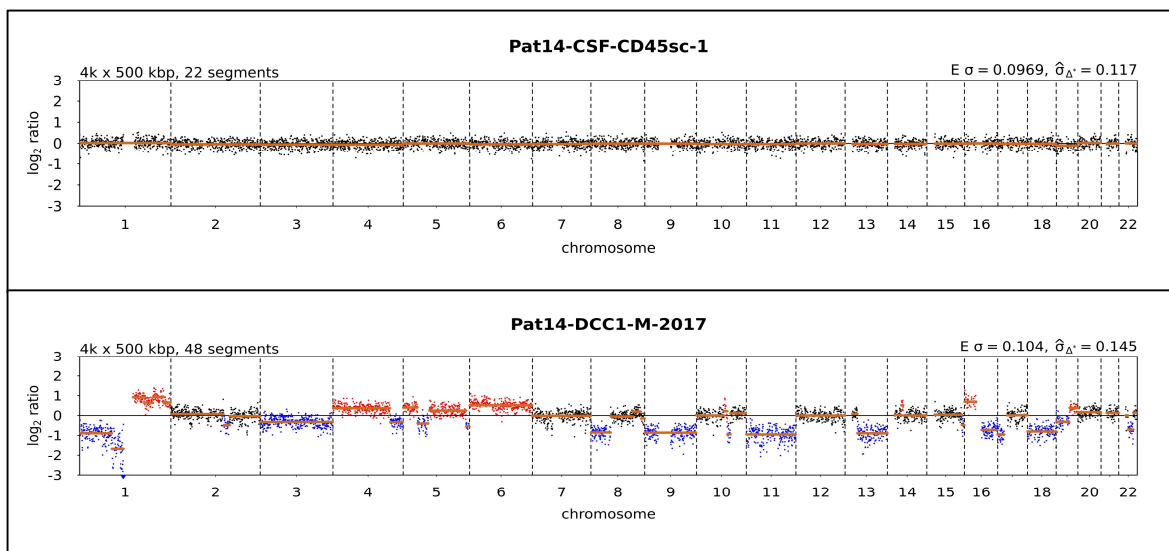 Pat14-CSF-CD45sc-1
4k x 500 kbp, 22 segments
E σ = 0.0969, σ̂Δ* = 0.117
3
2
1
0
-1
-2
-3
log2 ratio
1 2 3 4 5 6 7 8 9 10 11 12 13 14 15 16 18 20 22
chromosome
Pat14-DCC1-M-2017
4k x 500 kbp, 48 segments
E σ = 0.104, σ̂Δ* = 0.145
3
2
1
0
-1
-2
-3
log2 ratio
1 2 3 4 5 6 7 8 9 10 11 12 13 14 15 16 18 20 22
chromosome